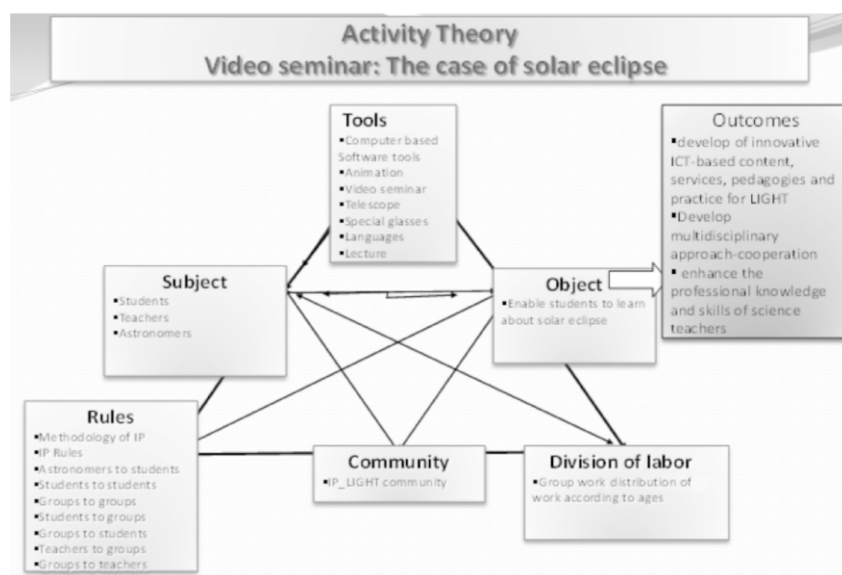 Activity Theory
Video seminar: The case of solar eclipse
Tools
▪Computer based
Software tools
▪Animation
▪Video seminar
▪Telescope
▪Special glasses
▪Languages
▪Lecture
Outcomes
▪develop of innovative
ICT-based content,
services, pedagogies and
practice for LIGHT
▪Develop
multidisciplinary
approach-cooperation
▪ enhance the
professional knowledge
and skills of science
teachers
Subject
▪Students
▪Teachers
▪Astronomers
Object
▪Enable students to learn
about solar eclipse
Rules
▪Methodology of IP
▪IP Rules
▪Astronomers to students
▪Students to students
▪Groups to groups
▪Students to groups
▪Groups to students
▪Teachers to groups
▪Groups to teachers
Community
▪IP_LIGHT community
Division of labor
▪Group work distribution of
work according to ages